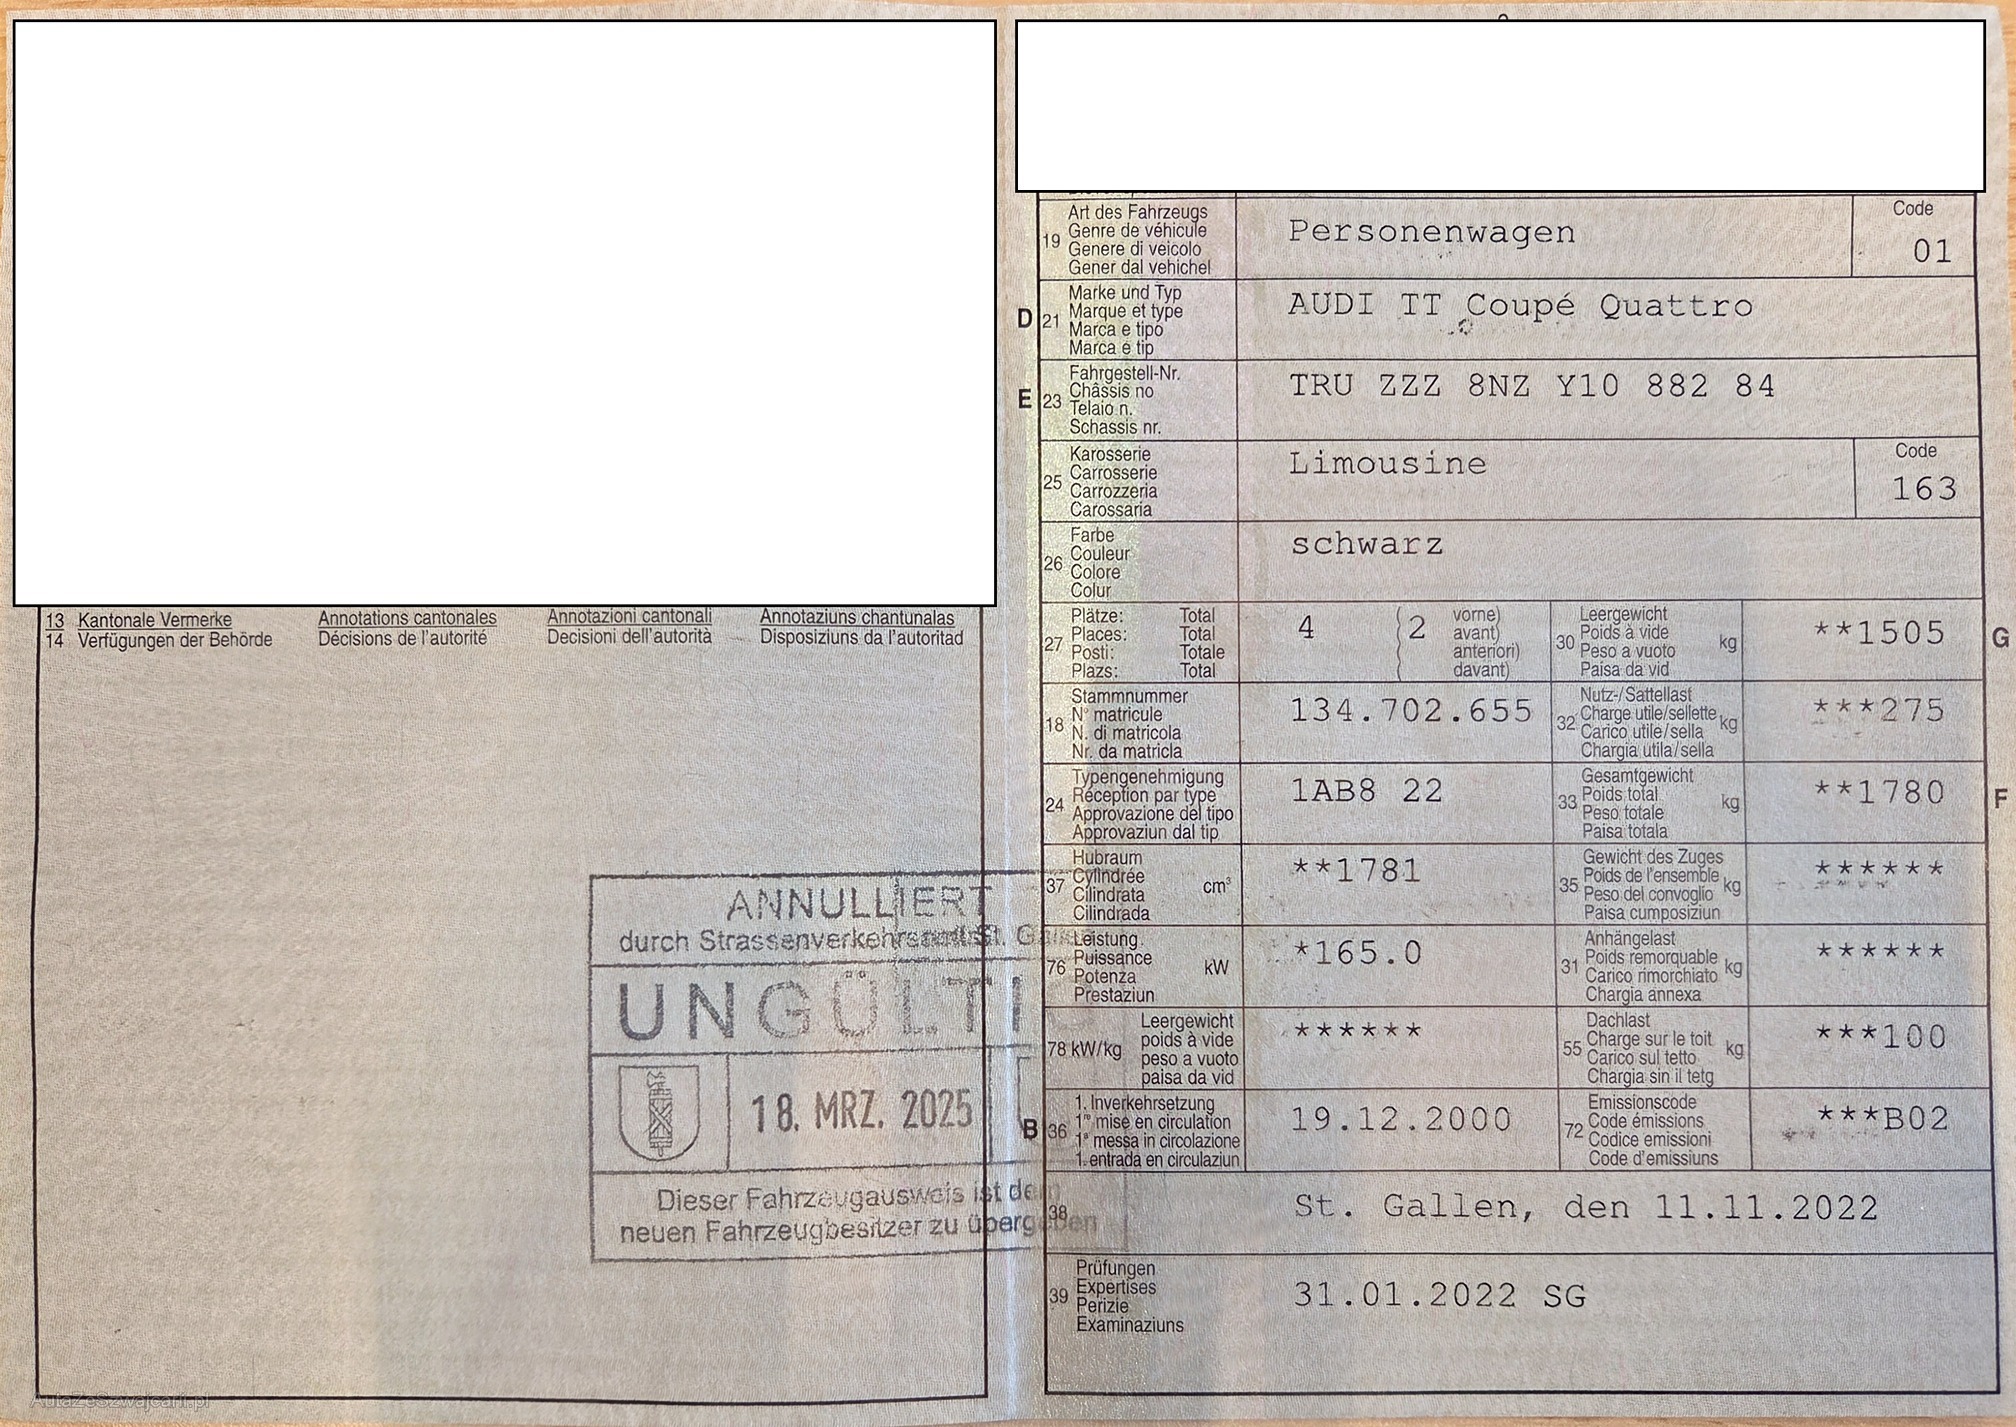 13 Kantonale Vermerke Annotations cantonales Annotazioni cantonali Annotaziuns chantunalas
14 Verfügungen der Behörde Décisions de l'autorité Decisioni dell'autorità Disposiziuns da l'autoritad
ANNULLIERT
durch Strassenverkehrsamt St. Gallen
UNGÜLTI
18. MRZ. 2025
Dieser Fahrzeugausweis ist dem
neuen Fahrzeugbesitzer zu übergeben
AutaZeSzwajcarii.pl
19
Art des Fahrzeugs
Genre de véhicule
Genere di veicolo
Gener dal vehichel
Personenwagen
Code
01
D
21
Marke und Typ
Marque et type
Marca e tipo
Marca e tip
AUDI TT Coupé Quattro
E
23
Fahrgestell-Nr.
Châssis no
Telaio n.
Schassis nr.
TRU ZZZ 8NZ Y10 882 84
25
Karosserie
Carrosserie
Carrozzeria
Carossaria
Limousine
Code
163
26
Farbe
Couleur
Colore
Colur
schwarz
27
Plätze: Total
Places: Total
Posti: Totale
Plazs: Total
4
(2
vorne)
avant)
anteriori)
davant)
30
Leergewicht
Poids à vide
Peso a vuoto
Paisa da vid
kg
**1505
G
18
Stammnummer
N° matricule
N. di matricola
Nr. da matricla
134.702.655
32
Nutz-/Sattellast
Charge utile/sellette
Carico utile/sella
Chargia utila/sella
kg
***275
24
Typengenehmigung
Réception par type
Approvazione del tipo
Approvaziun dal tip
1AB8 22
33
Gesamtgewicht
Poids total
Peso totale
Paisa totala
kg
**1780
F
37
Hubraum
Cylindrée
Cilindrata
Cilindrada
cm³
**1781
35
Gewicht des Zuges
Poids de l'ensemble
Peso del convoglio
Paisa cumposiziun
kg
******
76
Leistung
Puissance
Potenza
Prestaziun
kW
*165.0
31
Anhängelast
Poids remorquable
Carico rimorchiato
Chargia annexa
kg
******
78 kW/kg
Leergewicht
poids à vide
peso a vuoto
paisa da vid
******
55
Dachlast
Charge sur le toit
Carico sul tetto
Chargia sin il tetg
kg
***100
B
36
1. Inverkehrsetzung
1re mise en circulation
1a messa in circolazione
1. entrada en circulaziun
19.12.2000
72
Emissionscode
Code émissions
Codice emissioni
Code d'emissiuns
***B02
38
St. Gallen, den 11.11.2022
39
Prüfungen
Expertises
Perizie
Examinaziuns
31.01.2022 SG